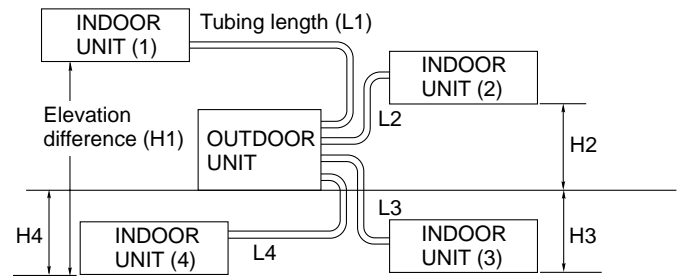 INDOOR
UNIT (1)
Tubing length (L1)
INDOOR
UNIT (2)
L2
Elevation
difference (H1)
OUTDOOR
UNIT
H2
H4
INDOOR
UNIT (4)
L4
L3
INDOOR
UNIT (3)
H3